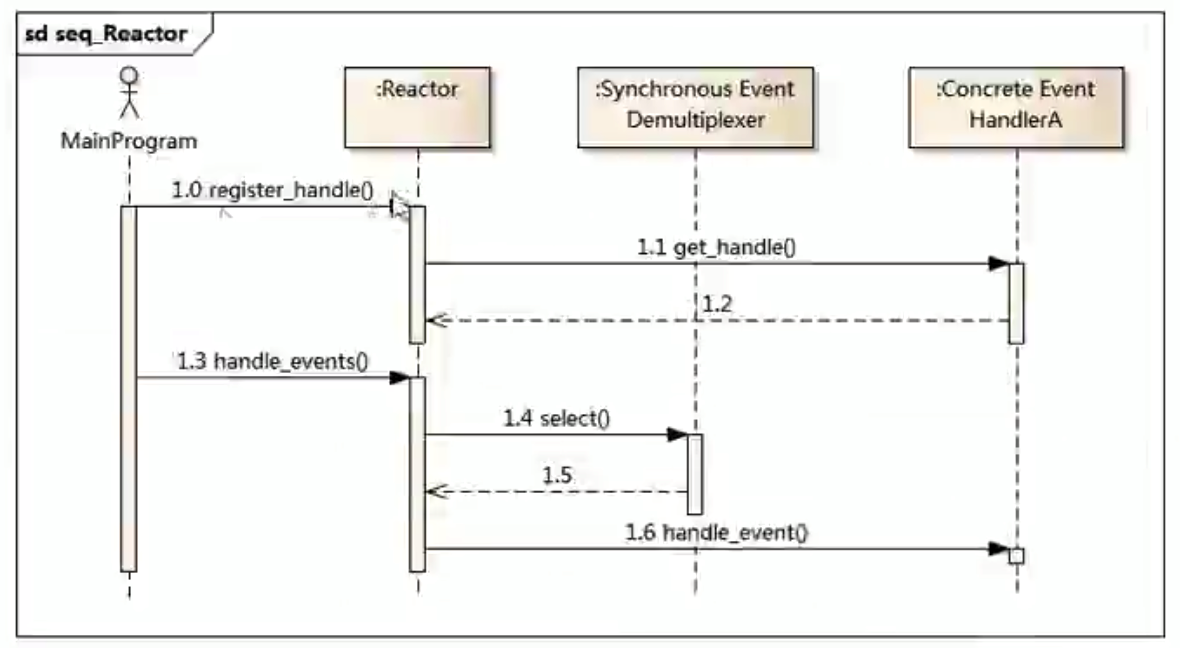 sd seq_Reactor
MainProgram
:Reactor
:Synchronous Event
Demultiplexer
:Concrete Event
HandlerA
1.0 register_handle()
1.1 get_handle()
1.2
1.3 handle_events()
1.4 select()
1.5
1.6 handle_event()